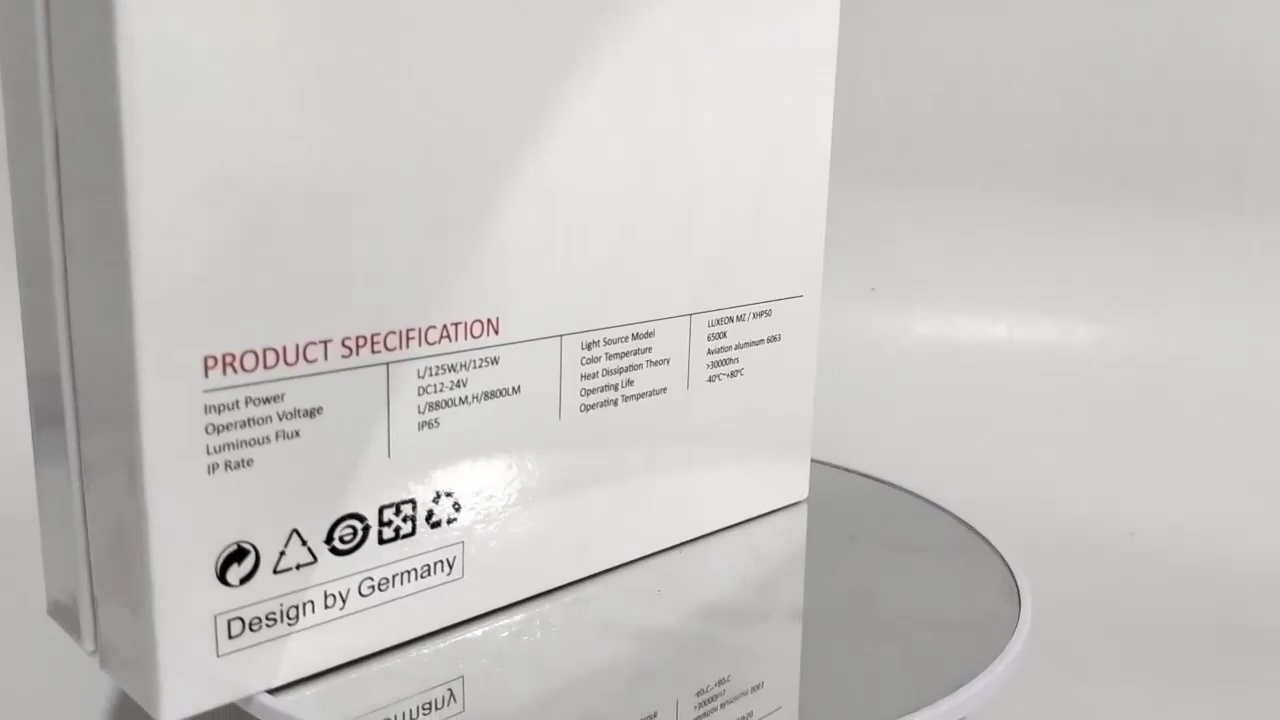 PRODUCT SPECIFICATION
Input Power
Operation Voltage
Luminous Flux
IP Rate
L/125W,H/125W
DC12-24V
L/8800LM,H/8800LM
IP65
Light Source Model
Color Temperature
Heat Dissipation Theory
Operating Life
Operating Temperature
LUXEON MZ / XHP50
6500K
Aviation aluminum 6063
>30000hrs
-40°C~+80°C
Design by Germany